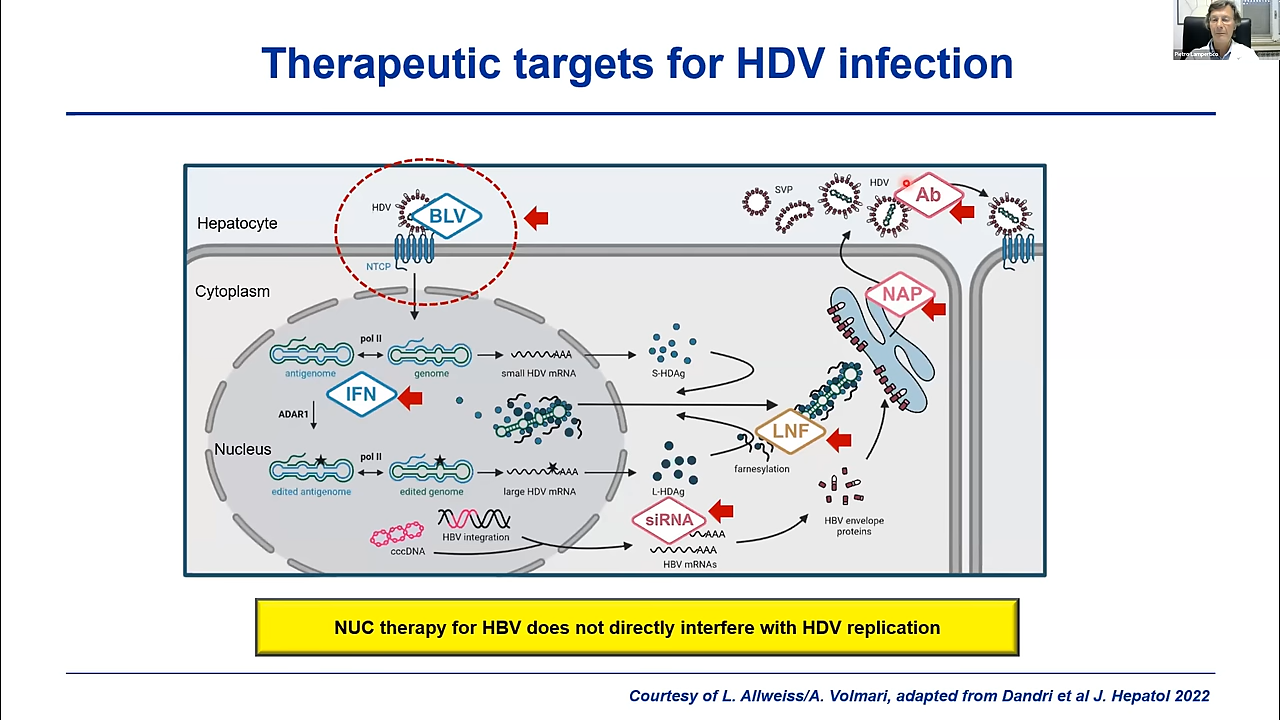 Therapeutic targets for HDV infection
Pietro Lampertico
Hepatocyte
HDV
BLV
NTCP
SVP
HDV
Ab
Cytoplasm
NAP
pol II
antigenome
genome
small HDV mRNA
AAA
S-HDAg
IFN
ADAR1
LNF
farnesylation
Nucleus
pol II
edited antigenome
edited genome
large HDV mRNA
AAA
L-HDAg
siRNA
HBV integration
cccDNA
AAA
AAA
HBV mRNAs
HBV envelope
proteins
NUC therapy for HBV does not directly interfere with HDV replication
Courtesy of L. Allweiss/A. Volmari, adapted from Dandri et al J. Hepatol 2022